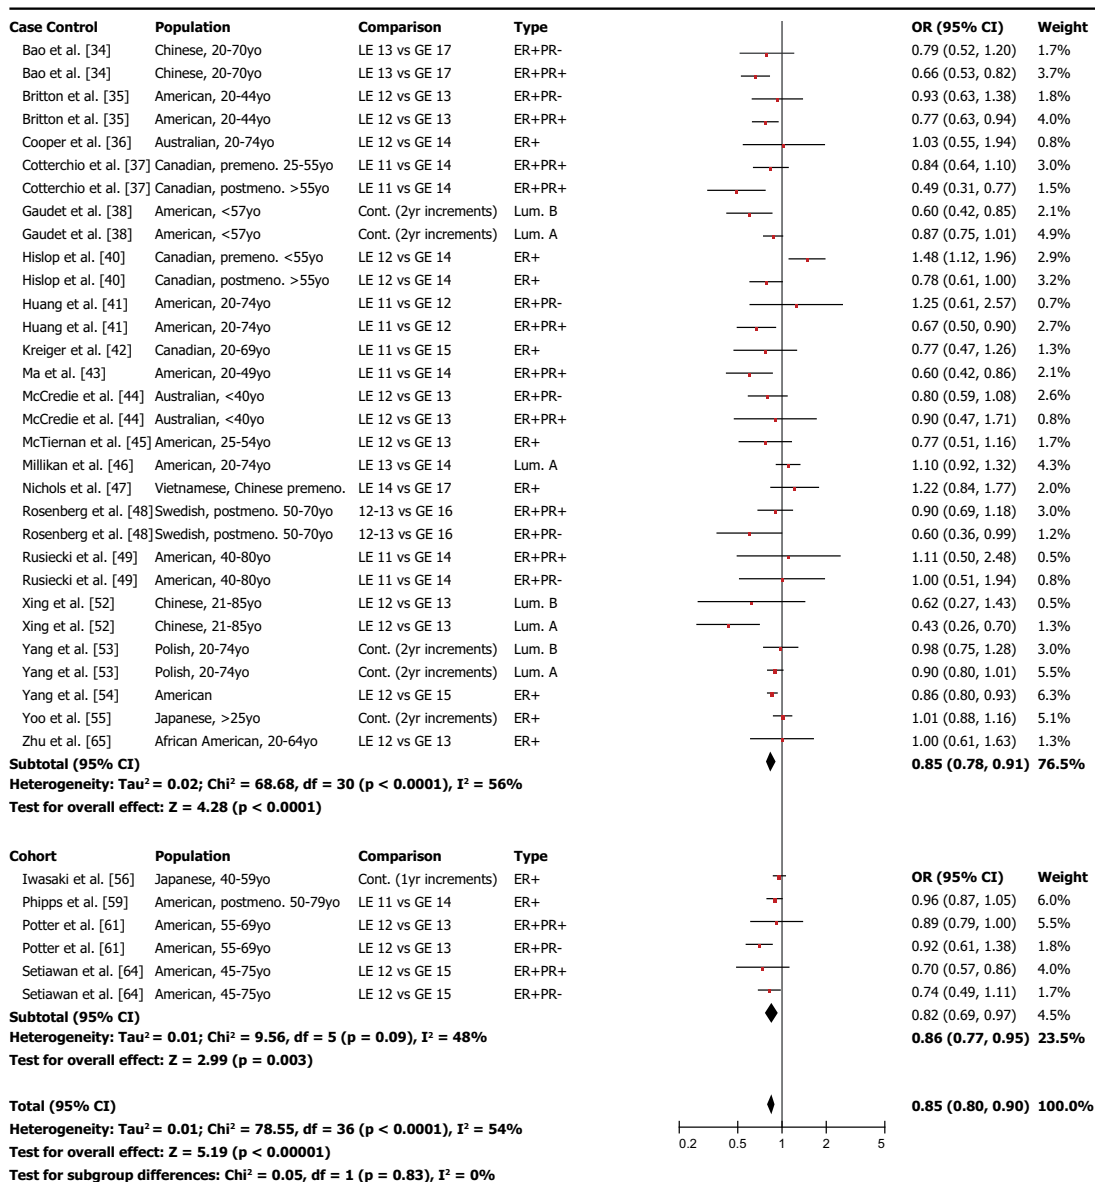 Case Control Population Comparison Type OR (95% CI) Weight
Bao et al. [34] Chinese, 20-70yo LE 13 vs GE 17 ER+PR- 0.79 (0.52, 1.20) 1.7%
Bao et al. [34] Chinese, 20-70yo LE 13 vs GE 17 ER+PR+ 0.66 (0.53, 0.82) 3.7%
Britton et al. [35] American, 20-44yo LE 12 vs GE 13 ER+PR- 0.93 (0.63, 1.38) 1.8%
Britton et al. [35] American, 20-44yo LE 12 vs GE 13 ER+PR+ 0.77 (0.63, 0.94) 4.0%
Cooper et al. [36] Australian, 20-74yo LE 12 vs GE 14 ER+ 1.03 (0.55, 1.94) 0.8%
Cotterchio et al. [37] Canadian, premeno. 25-55yo LE 11 vs GE 14 ER+PR+ 0.84 (0.64, 1.10) 3.0%
Cotterchio et al. [37] Canadian, postmeno. >55yo LE 11 vs GE 14 ER+PR+ 0.49 (0.31, 0.77) 1.5%
Gaudet et al. [38] American, <57yo Cont. (2yr increments) Lum. B 0.60 (0.42, 0.85) 2.1%
Gaudet et al. [38] American, <57yo Cont. (2yr increments) Lum. A 0.87 (0.75, 1.01) 4.9%
Hislop et al. [40] Canadian, premeno. <55yo LE 12 vs GE 14 ER+ 1.48 (1.12, 1.96) 2.9%
Hislop et al. [40] Canadian, postmeno. >55yo LE 12 vs GE 14 ER+ 0.78 (0.61, 1.00) 3.2%
Huang et al. [41] American, 20-74yo LE 11 vs GE 12 ER+PR- 1.25 (0.61, 2.57) 0.7%
Huang et al. [41] American, 20-74yo LE 11 vs GE 12 ER+PR+ 0.67 (0.50, 0.90) 2.7%
Kreiger et al. [42] Canadian, 20-69yo LE 11 vs GE 15 ER+ 0.77 (0.47, 1.26) 1.3%
Ma et al. [43] American, 20-49yo LE 11 vs GE 14 ER+PR+ 0.60 (0.42, 0.86) 2.1%
McCredie et al. [44] Australian, <40yo LE 12 vs GE 13 ER+PR- 0.80 (0.59, 1.08) 2.6%
McCredie et al. [44] Australian, <40yo LE 12 vs GE 13 ER+PR+ 0.90 (0.47, 1.71) 0.8%
McTiernan et al. [45] American, 25-54yo LE 12 vs GE 13 ER+ 0.77 (0.51, 1.16) 1.7%
Millikan et al. [46] American, 20-74yo LE 13 vs GE 14 Lum. A 1.10 (0.92, 1.32) 4.3%
Nichols et al. [47] Vietnamese, Chinese premeno. LE 14 vs GE 17 ER+ 1.22 (0.84, 1.77) 2.0%
Rosenberg et al. [48] Swedish, postmeno. 50-70yo 12-13 vs GE 16 ER+PR+ 0.90 (0.69, 1.18) 3.0%
Rosenberg et al. [48] Swedish, postmeno. 50-70yo 12-13 vs GE 16 ER+PR- 0.60 (0.36, 0.99) 1.2%
Rusiecki et al. [49] American, 40-80yo LE 11 vs GE 14 ER+PR+ 1.11 (0.50, 2.48) 0.5%
Rusiecki et al. [49] American, 40-80yo LE 11 vs GE 14 ER+PR- 1.00 (0.51, 1.94) 0.8%
Xing et al. [52] Chinese, 21-85yo LE 12 vs GE 13 Lum. B 0.62 (0.27, 1.43) 0.5%
Xing et al. [52] Chinese, 21-85yo LE 12 vs GE 13 Lum. A 0.43 (0.26, 0.70) 1.3%
Yang et al. [53] Polish, 20-74yo Cont. (2yr increments) Lum. B 0.98 (0.75, 1.28) 3.0%
Yang et al. [53] Polish, 20-74yo Cont. (2yr increments) Lum. A 0.90 (0.80, 1.01) 5.5%
Yang et al. [54] American LE 12 vs GE 15 ER+ 0.86 (0.80, 0.93) 6.3%
Yoo et al. [55] Japanese, >25yo Cont. (2yr increments) ER+ 1.01 (0.88, 1.16) 5.1%
Zhu et al. [65] African American, 20-64yo LE 12 vs GE 13 ER+ 1.00 (0.61, 1.63) 1.3%
Subtotal (95% CI) 0.85 (0.78, 0.91) 76.5%
Heterogeneity: Tau² = 0.02; Chi² = 68.68, df = 30 (p < 0.0001), I² = 56%
Test for overall effect: Z = 4.28 (p < 0.0001)
Cohort Population Comparison Type
Iwasaki et al. [56] Japanese, 40-59yo Cont. (1yr increments) ER+ OR (95% CI) Weight
Phipps et al. [59] American, postmeno. 50-79yo LE 11 vs GE 14 ER+ 0.96 (0.87, 1.05) 6.0%
Potter et al. [61] American, 55-69yo LE 12 vs GE 13 ER+PR+ 0.89 (0.79, 1.00) 5.5%
Potter et al. [61] American, 55-69yo LE 12 vs GE 13 ER+PR- 0.92 (0.61, 1.38) 1.8%
Setiawan et al. [64] American, 45-75yo LE 12 vs GE 15 ER+PR+ 0.70 (0.57, 0.86) 4.0%
Setiawan et al. [64] American, 45-75yo LE 12 vs GE 15 ER+PR- 0.74 (0.49, 1.11) 1.7%
Subtotal (95% CI) 0.82 (0.69, 0.97) 4.5%
Heterogeneity: Tau² = 0.01; Chi² = 9.56, df = 5 (p = 0.09), I² = 48% 0.86 (0.77, 0.95) 23.5%
Test for overall effect: Z = 2.99 (p = 0.003)
Total (95% CI) 0.85 (0.80, 0.90) 100.0%
Heterogeneity: Tau² = 0.01; Chi² = 78.55, df = 36 (p < 0.0001), I² = 54%
0.2 0.5 1 2 5
Test for overall effect: Z = 5.19 (p < 0.00001)
Test for subgroup differences: Chi² = 0.05, df = 1 (p = 0.83), I² = 0%